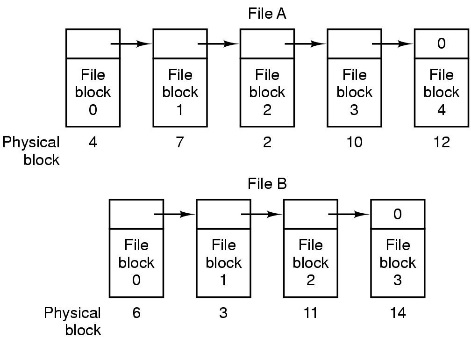 File A
0
File block 0
File block 1
File block 2
File block 3
File block 4
Physical block 4 7 2 10 12
File B
0
File block 0
File block 1
File block 2
File block 3
Physical block 6 3 11 14